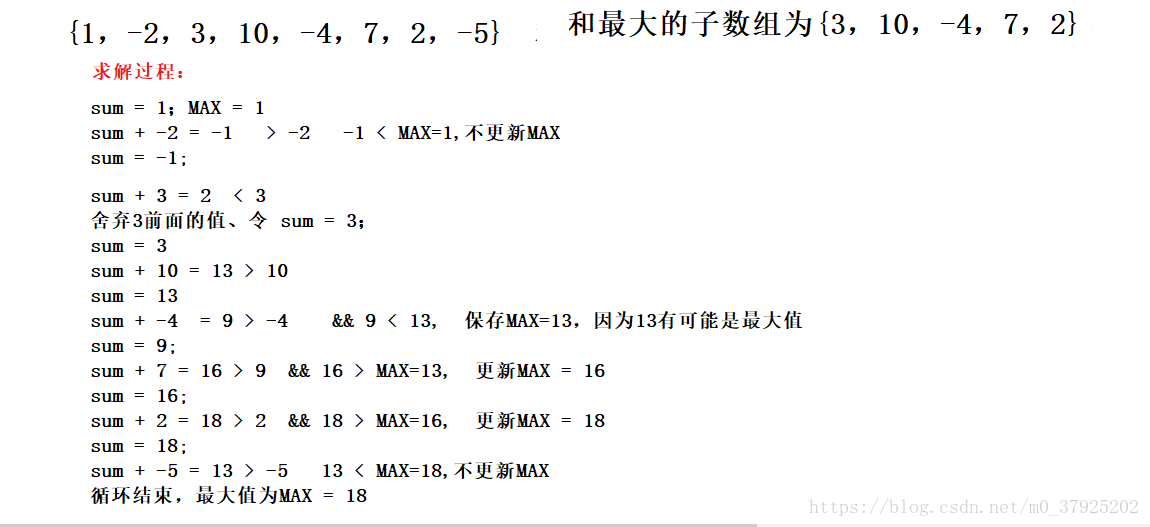 {1, -2, 3, 10, -4, 7, 2, -5} 和最大的子数组为{3, 10, -4, 7, 2}
求解过程:
sum = 1; MAX = 1
sum + -2 = -1 > -2 -1 < MAX=1,不更新MAX
sum = -1;
sum + 3 = 2 < 3
舍弃3前面的值、令 sum = 3;
sum = 3
sum + 10 = 13 > 10
sum = 13
sum + -4 = 9 > -4 && 9 < 13, 保存MAX=13，因为13有可能是最大值
sum = 9;
sum + 7 = 16 > 9 && 16 > MAX=13, 更新MAX = 16
sum = 16;
sum + 2 = 18 > 2 && 18 > MAX=16, 更新MAX = 18
sum = 18;
sum + -5 = 13 > -5 13 < MAX=18,不更新MAX
循环结束，最大值为MAX = 18
https://blog.csdn.net/m0_37925202